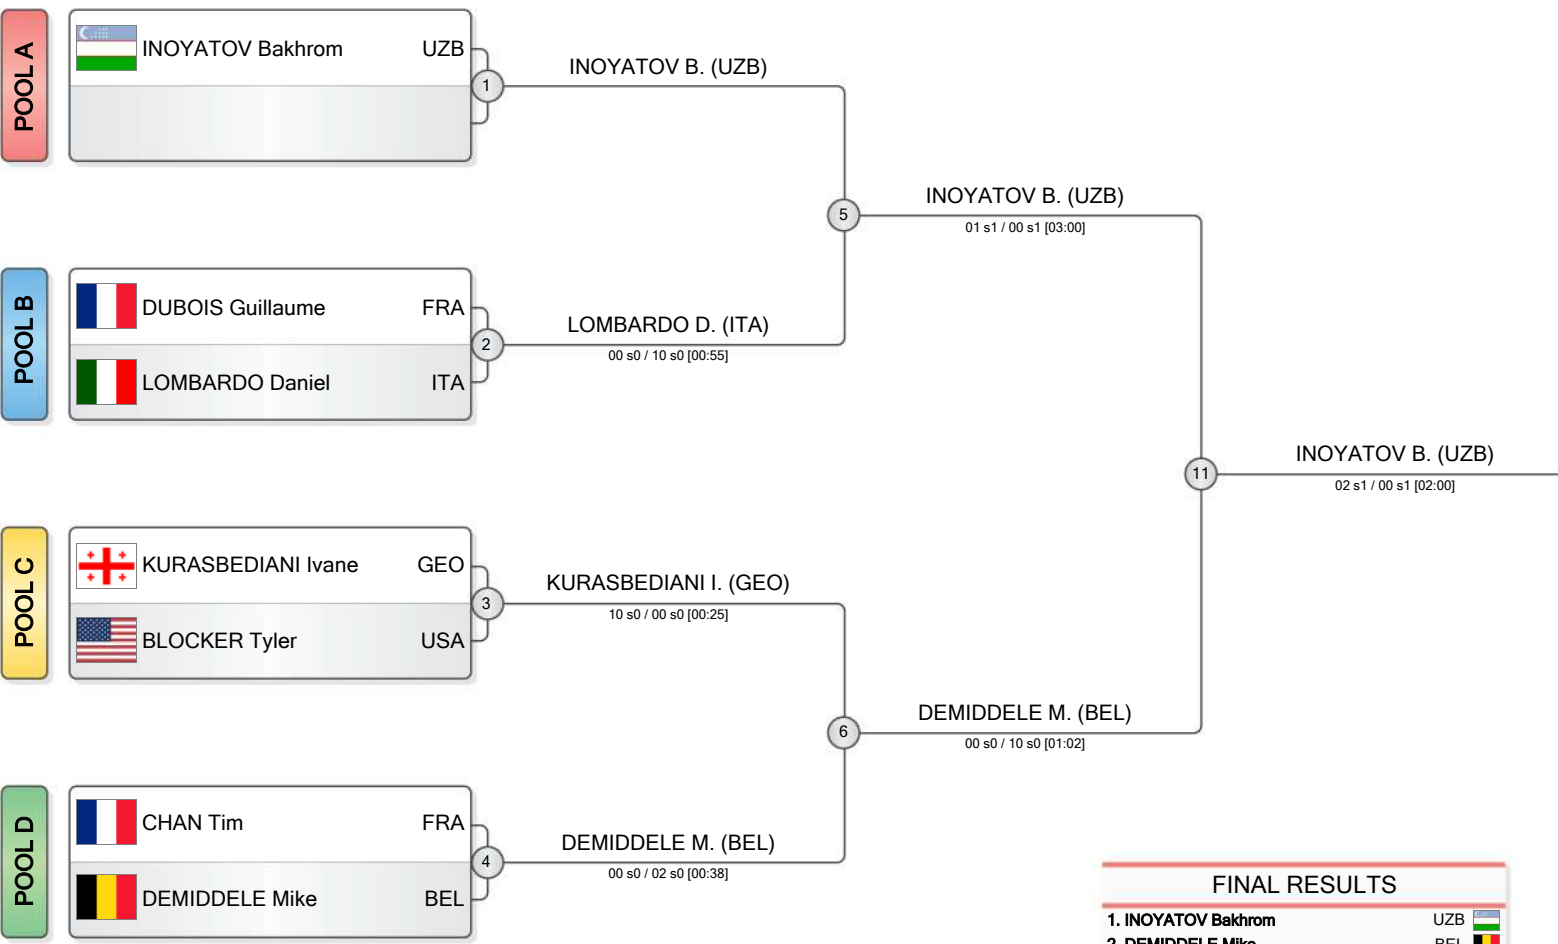 POOL A
INOYATOV Bakhrom UZB
1
INOYATOV B. (UZB)
5
INOYATOV B. (UZB)
01 s1 / 00 s1 [03:00]
POOL B
DUBOIS Guillaume FRA
LOMBARDO Daniel ITA
2
LOMBARDO D. (ITA)
00 s0 / 10 s0 [00:55]
11
INOYATOV B. (UZB)
02 s1 / 00 s1 [02:00]
POOL C
KURASBEDIANI Ivane GEO
BLOCKER Tyler USA
3
KURASBEDIANI I. (GEO)
10 s0 / 00 s0 [00:25]
6
DEMIDDELE M. (BEL)
00 s0 / 10 s0 [01:02]
POOL D
CHAN Tim FRA
DEMIDDELE Mike BEL
4
DEMIDDELE M. (BEL)
00 s0 / 02 s0 [00:38]
FINAL RESULTS
1. INOYATOV Bakhrom UZB
2. DEMIDDELE Mike BEL